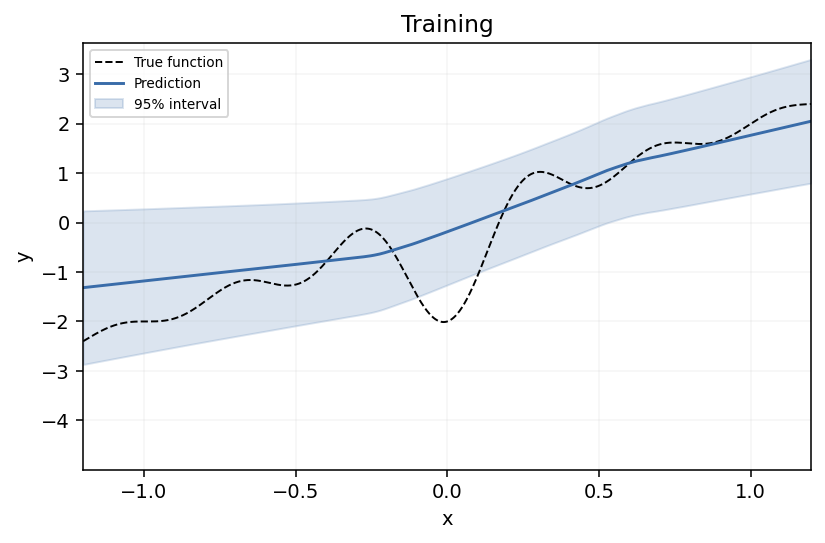 Training
True function
Prediction
95% interval
y
3
2
1
0
−1
−2
−3
−4
−1.0
−0.5
0.0
0.5
1.0
x